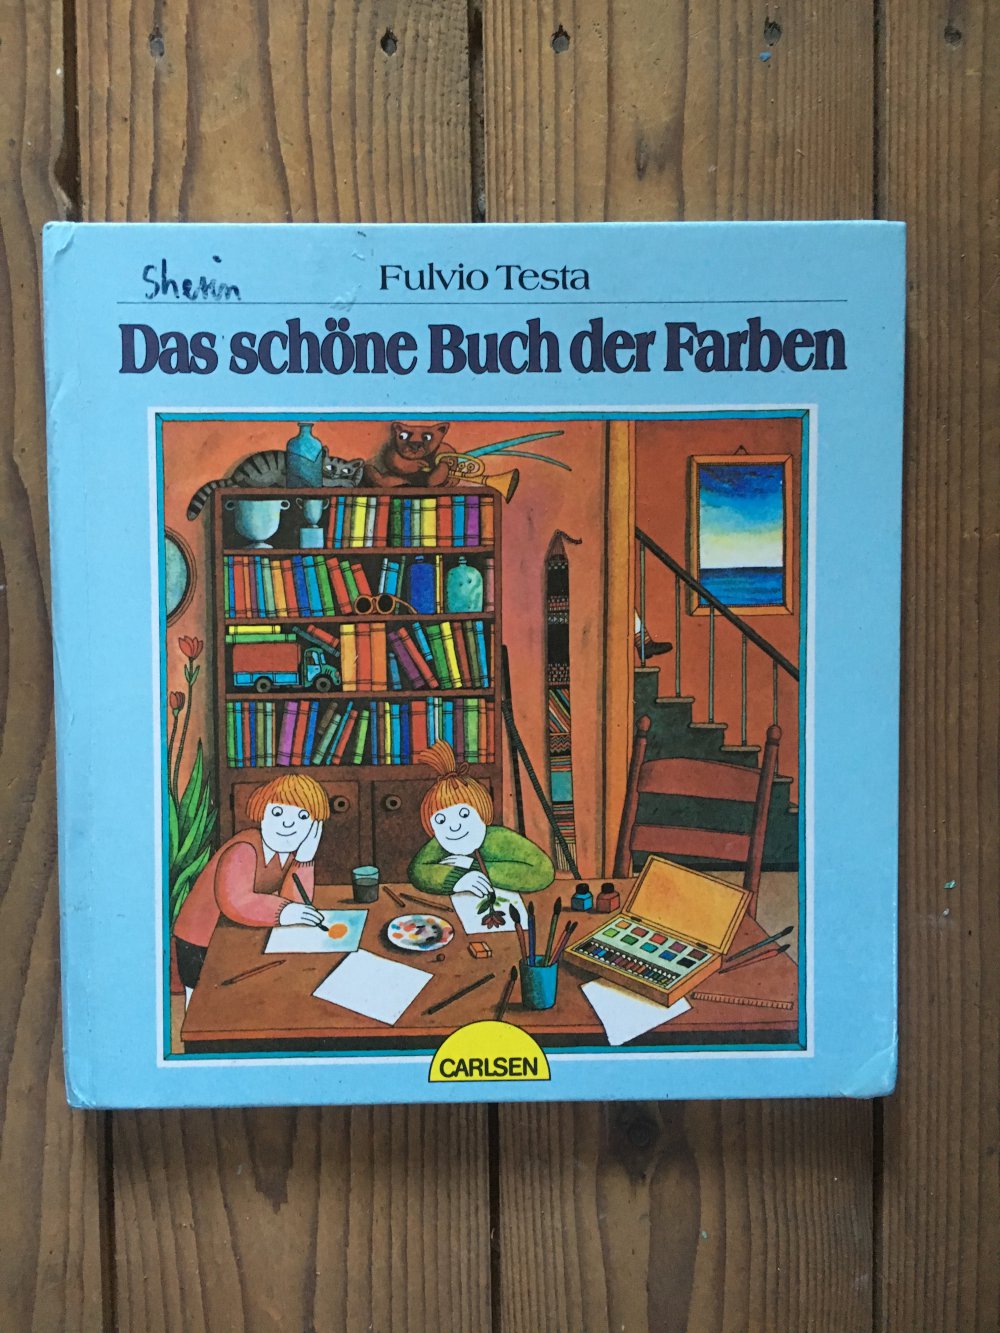 Sherin
Fulvio Testa
Das schöne Buch der Farben
CARLSEN